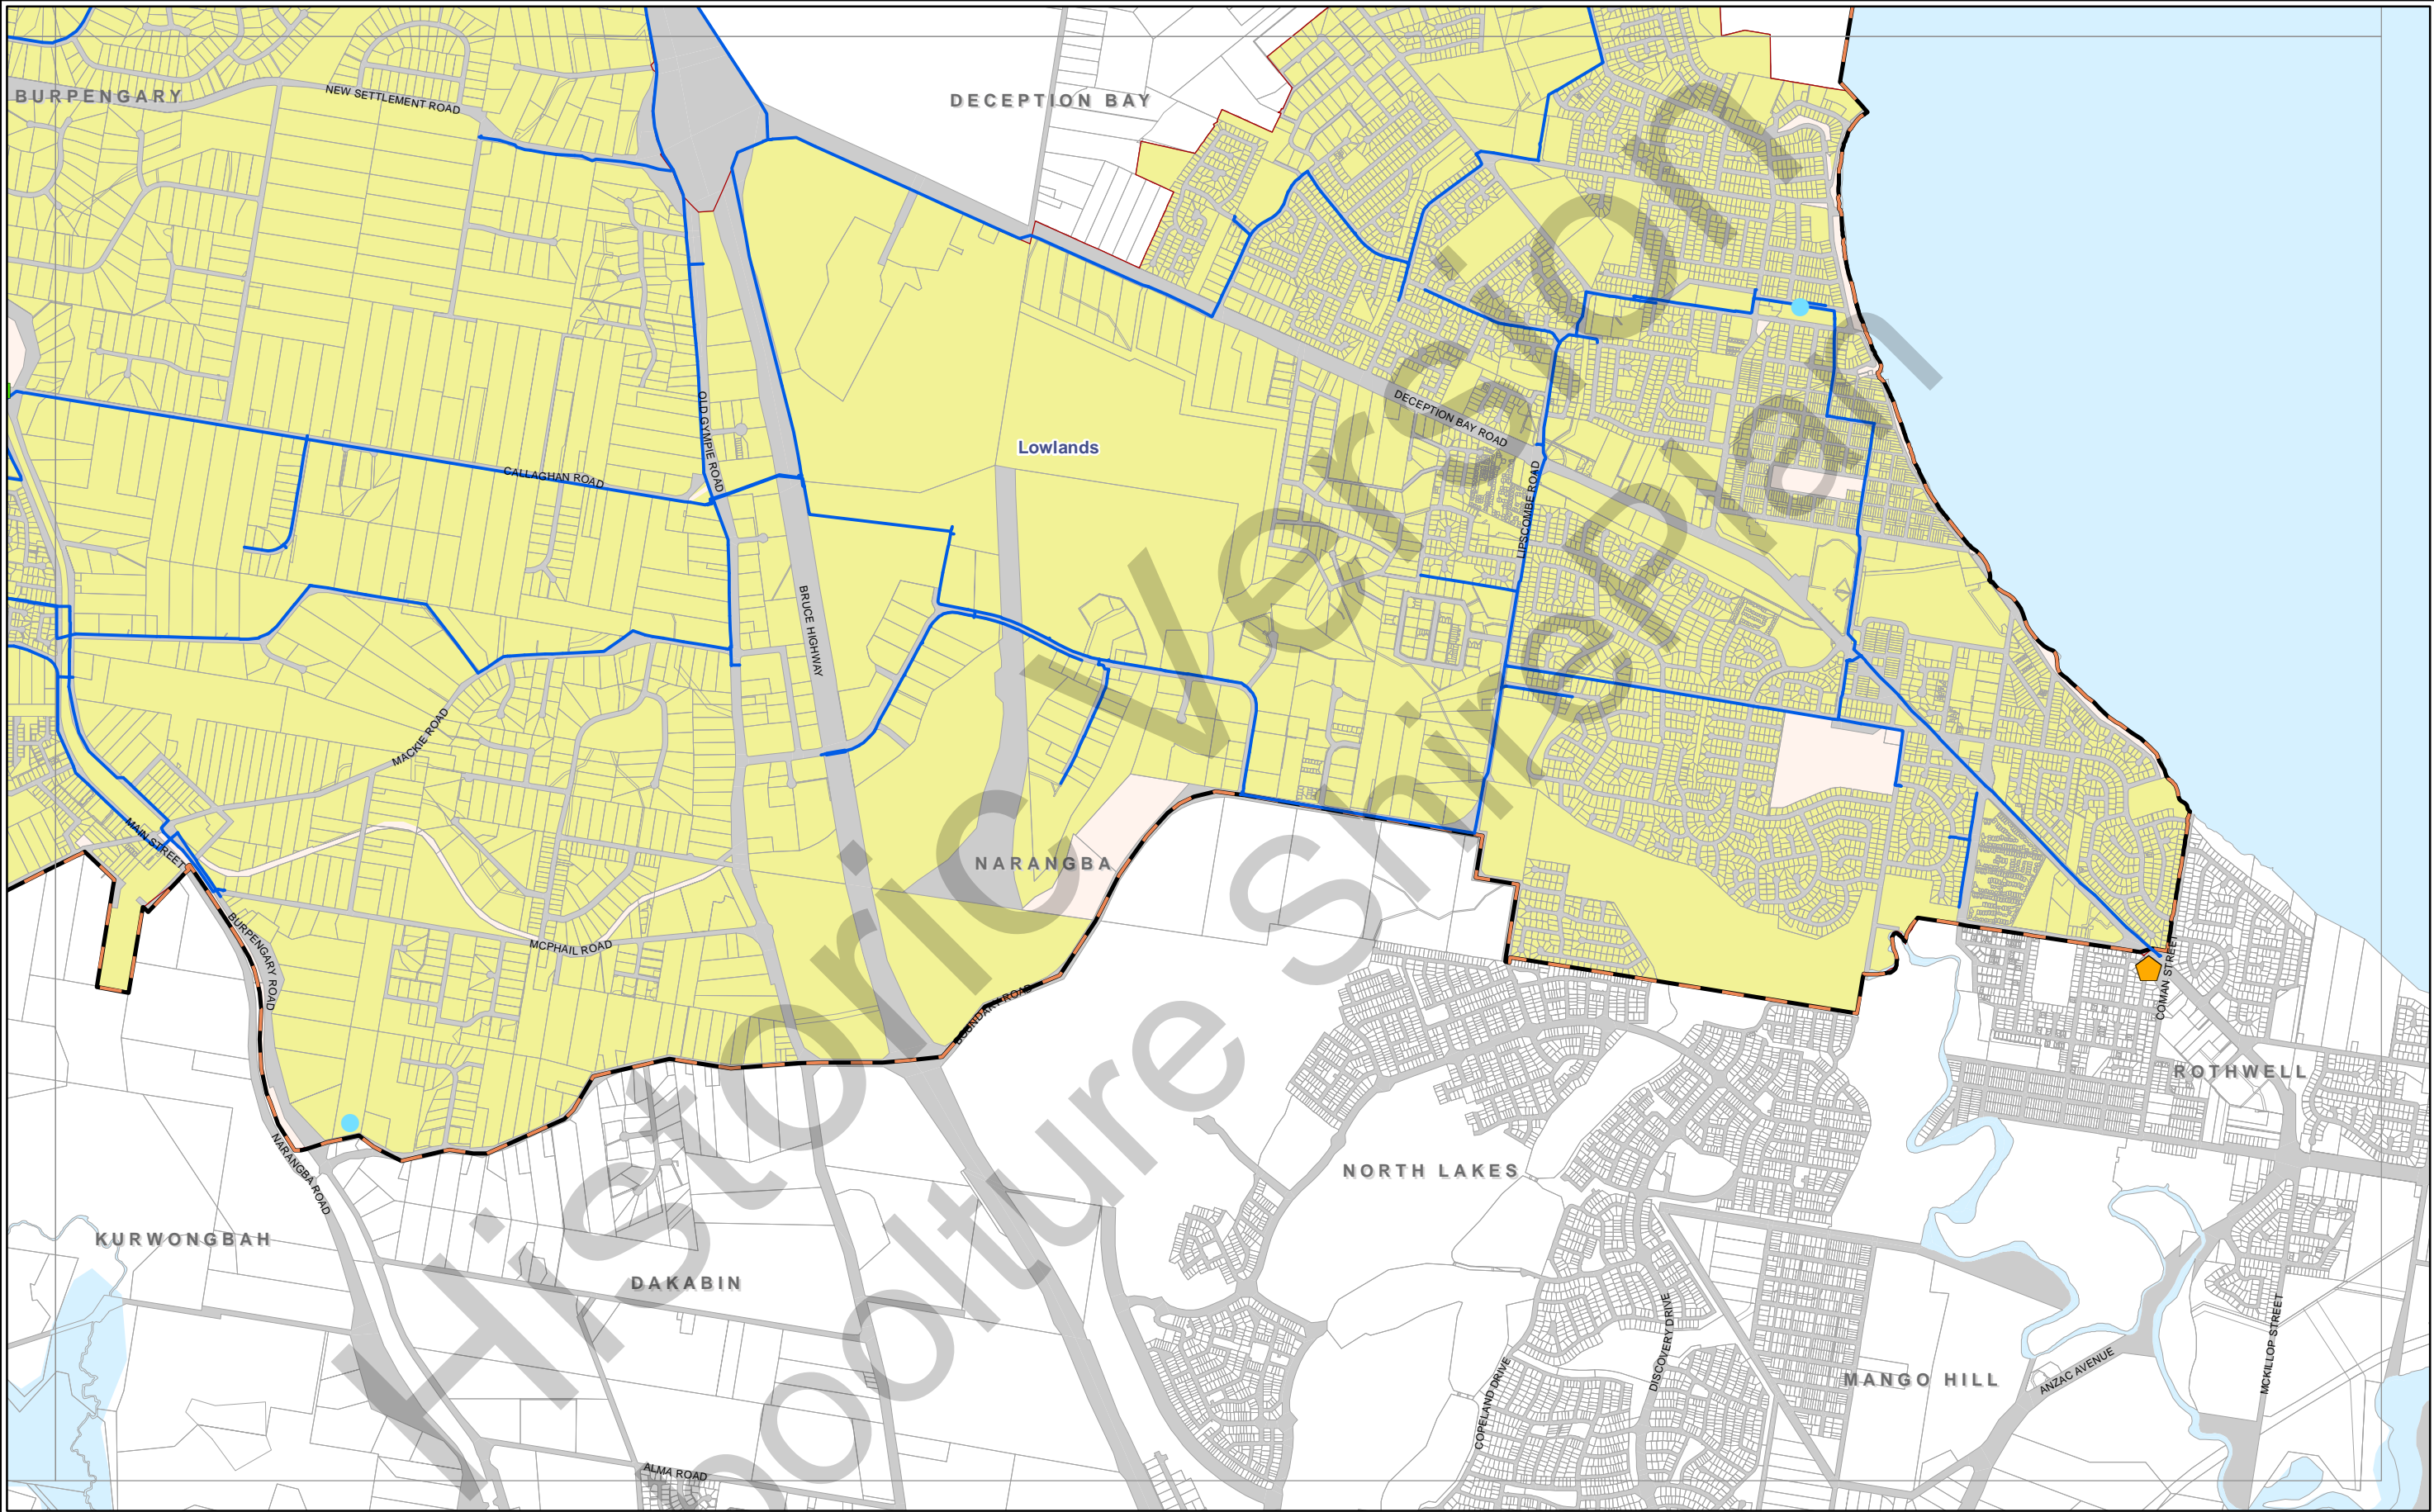 BURPENGARY
NEW SETTLEMENT ROAD
DECEPTION BAY
OLD GYMPIE ROAD
Lowlands
DECEPTION BAY ROAD
CALLAGHAN ROAD
LIPSCOMBE ROAD
BRUCE HIGHWAY
MACKIE ROAD
MAIN STREET
NARANGBA
BURPENGARY ROAD
MCPHAIL ROAD
BOUNDARY ROAD
COMAN STREET
ROTHWELL
NARANGBA ROAD
NORTH LAKES
KURWONGBAH
DAKABIN
DISCOVERY DRIVE
COPELAND DRIVE
MANGO HILL
ANZAC AVENUE
MCKILLOP STREET
ALMA ROAD
Historic Version
oolture Shire Plan